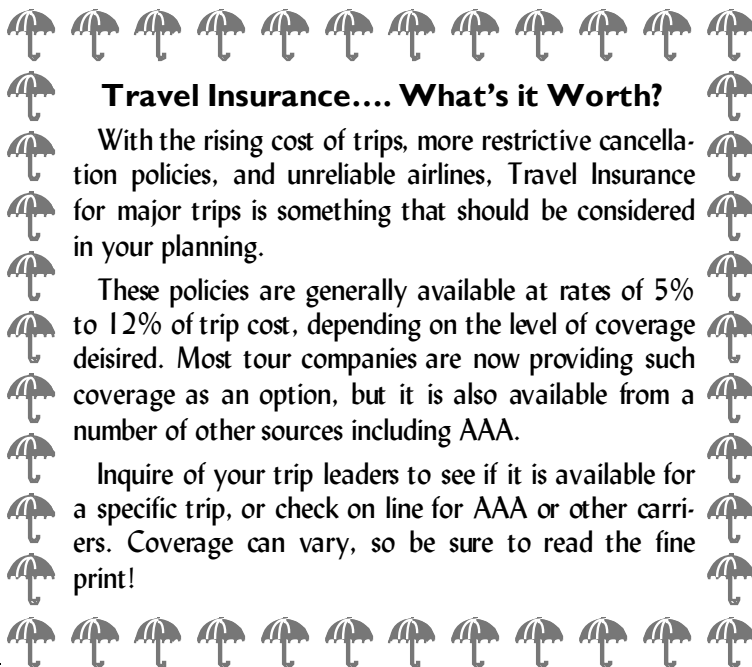 Travel Insurance…. What's it Worth?
With the rising cost of trips, more restrictive cancella-
tion policies, and unreliable airlines, Travel Insurance
for major trips is something that should be considered
in your planning.
These policies are generally available at rates of 5%
to 12% of trip cost, depending on the level of coverage
deisired. Most tour companies are now providing such
coverage as an option, but it is also available from a
number of other sources including AAA.
Inquire of your trip leaders to see if it is available for
a specific trip, or check on line for AAA or other carri-
ers. Coverage can vary, so be sure to read the fine
print!